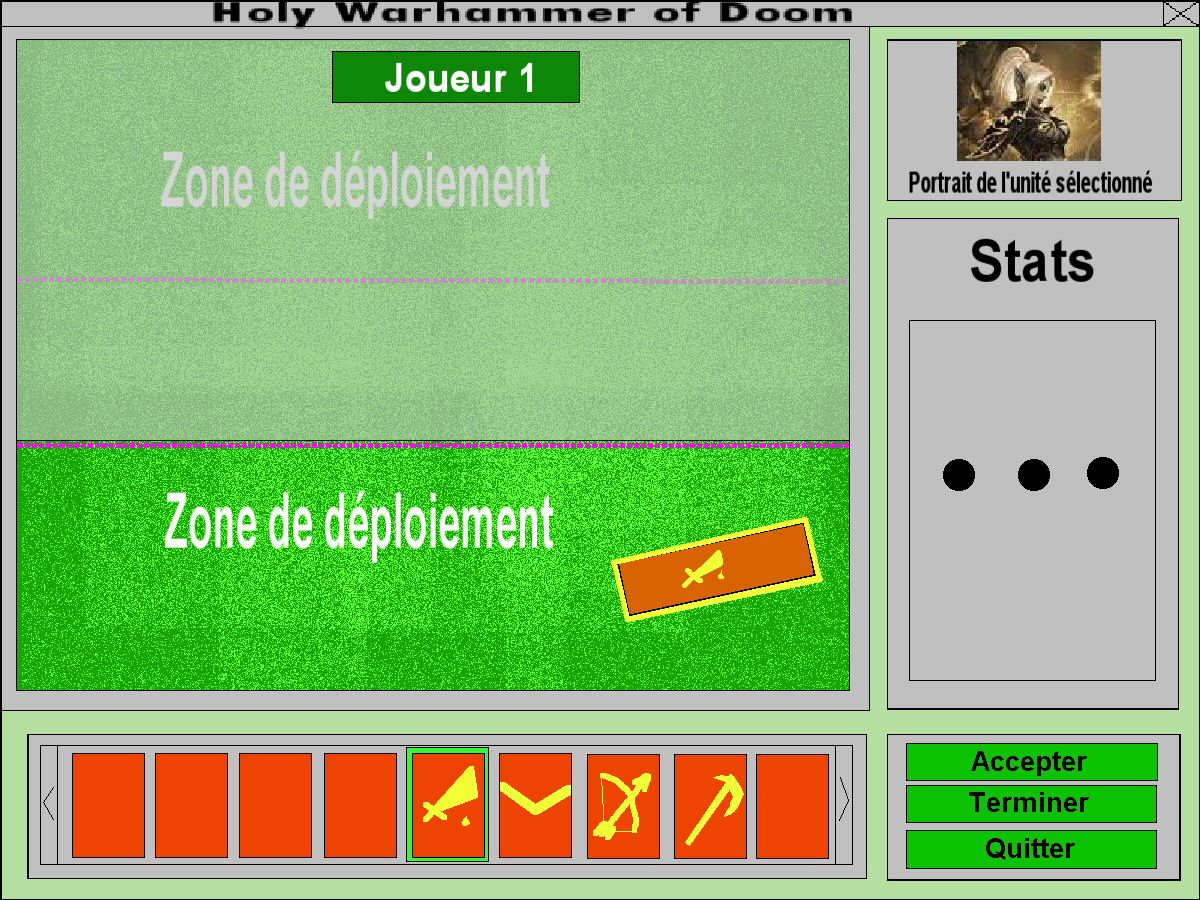 Holy Warhammer of Doom
Joueur 1
Zone de déploiement
Zone de déploiement
Portrait de l'unité sélectionné
Stats
Accepter
Terminer
Quitter